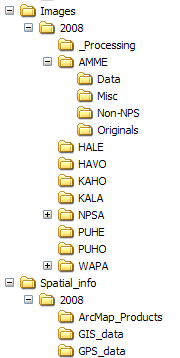 Images
2008
_Processing
AMME
Data
Misc
Non-NPS
Originals
HALE
HAVO
KAHO
KALA
NPSA
PUHE
PUHO
WAPA
Spatial_info
2008
ArcMap_Products
GIS_data
GPS_data